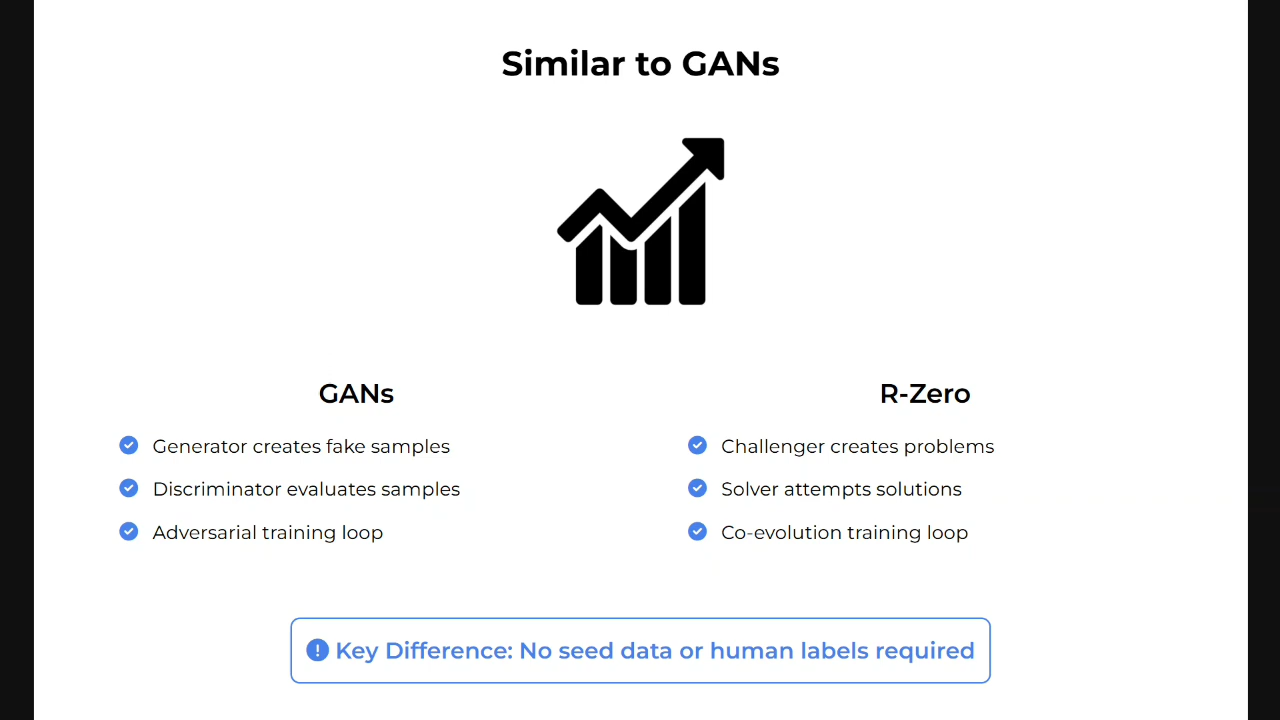 Similar to GANs
GANs
Generator creates fake samples
Discriminator evaluates samples
Adversarial training loop
R-Zero
Challenger creates problems
Solver attempts solutions
Co-evolution training loop
Key Difference: No seed data or human labels required